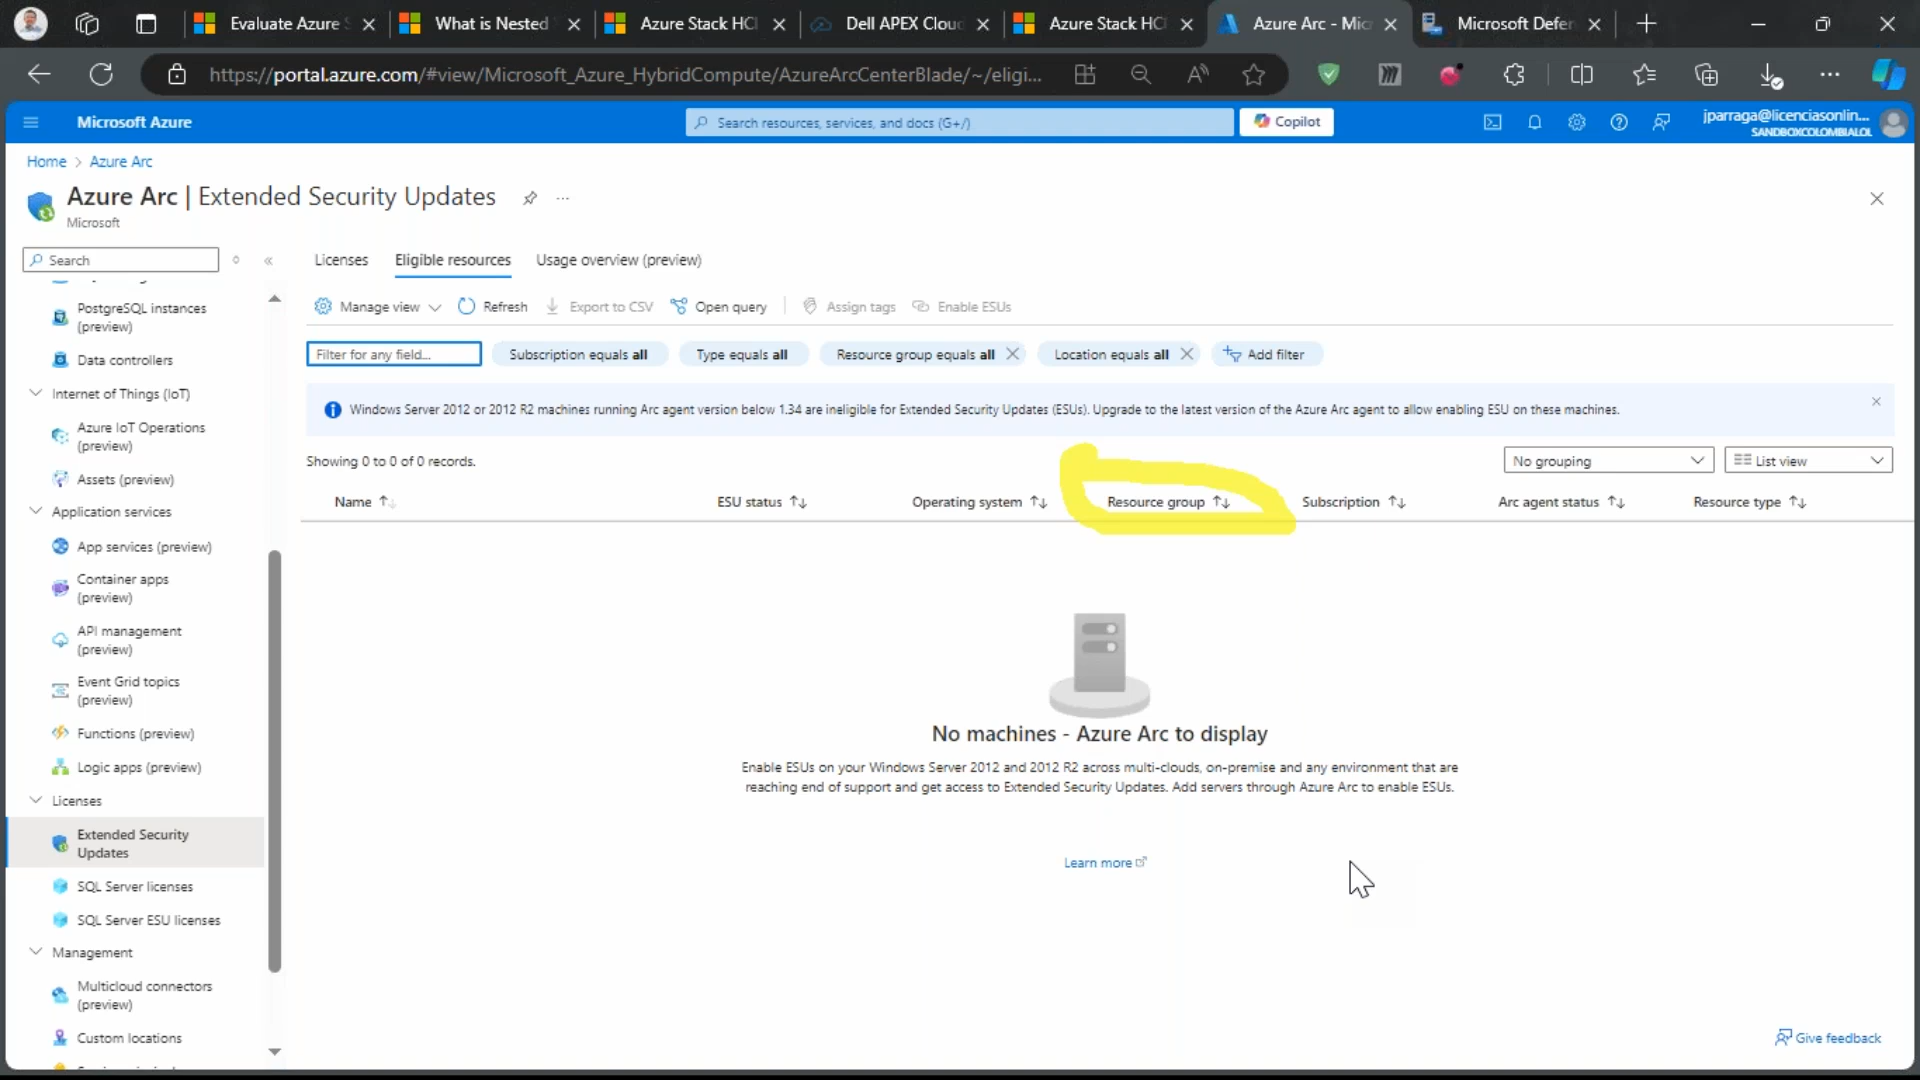 Evaluate Azure S
What is Nested
Azure Stack HCI
Dell APEX Cloud
Azure Stack HCI
Azure Arc - Mic
Microsoft Defen
https://portal.azure.com/#view/Microsoft_Azure_HybridCompute/AzureArcCenterBlade/~/eligi...
Microsoft Azure
Search resources, services, and docs (G+/)
Copilot
jparraga@licenciasonlin...
SANDBOXCOLOMBIALOL
Home > Azure Arc
Azure Arc | Extended Security Updates
Microsoft
Search
Licenses
Eligible resources
Usage overview (preview)
Manage view
Refresh
Export to CSV
Open query
Assign tags
Enable ESUs
Filter for any field...
Subscription equals all
Type equals all
Resource group equals all
Location equals all
Add filter
Windows Server 2012 or 2012 R2 machines running Arc agent version below 1.34 are ineligible for Extended Security Updates (ESUs). Upgrade to the latest version of the Azure Arc agent to allow enabling ESU on these machines.
Showing 0 to 0 of 0 records.
No grouping
List view
Name
ESU status
Operating system
Resource group
Subscription
Arc agent status
Resource type
No machines - Azure Arc to display
Enable ESUs on your Windows Server 2012 and 2012 R2 across multi-clouds, on-premise and any environment that are
reaching end of support and get access to Extended Security Updates. Add servers through Azure Arc to enable ESUs.
Learn more
PostgreSQL instances
(preview)
Data controllers
Internet of Things (IoT)
Azure IoT Operations
(preview)
Assets (preview)
Application services
App services (preview)
Container apps
(preview)
API management
(preview)
Event Grid topics
(preview)
Functions (preview)
Logic apps (preview)
Licenses
Extended Security
Updates
SQL Server licenses
SQL Server ESU licenses
Management
Multicloud connectors
(preview)
Custom locations
Give feedback